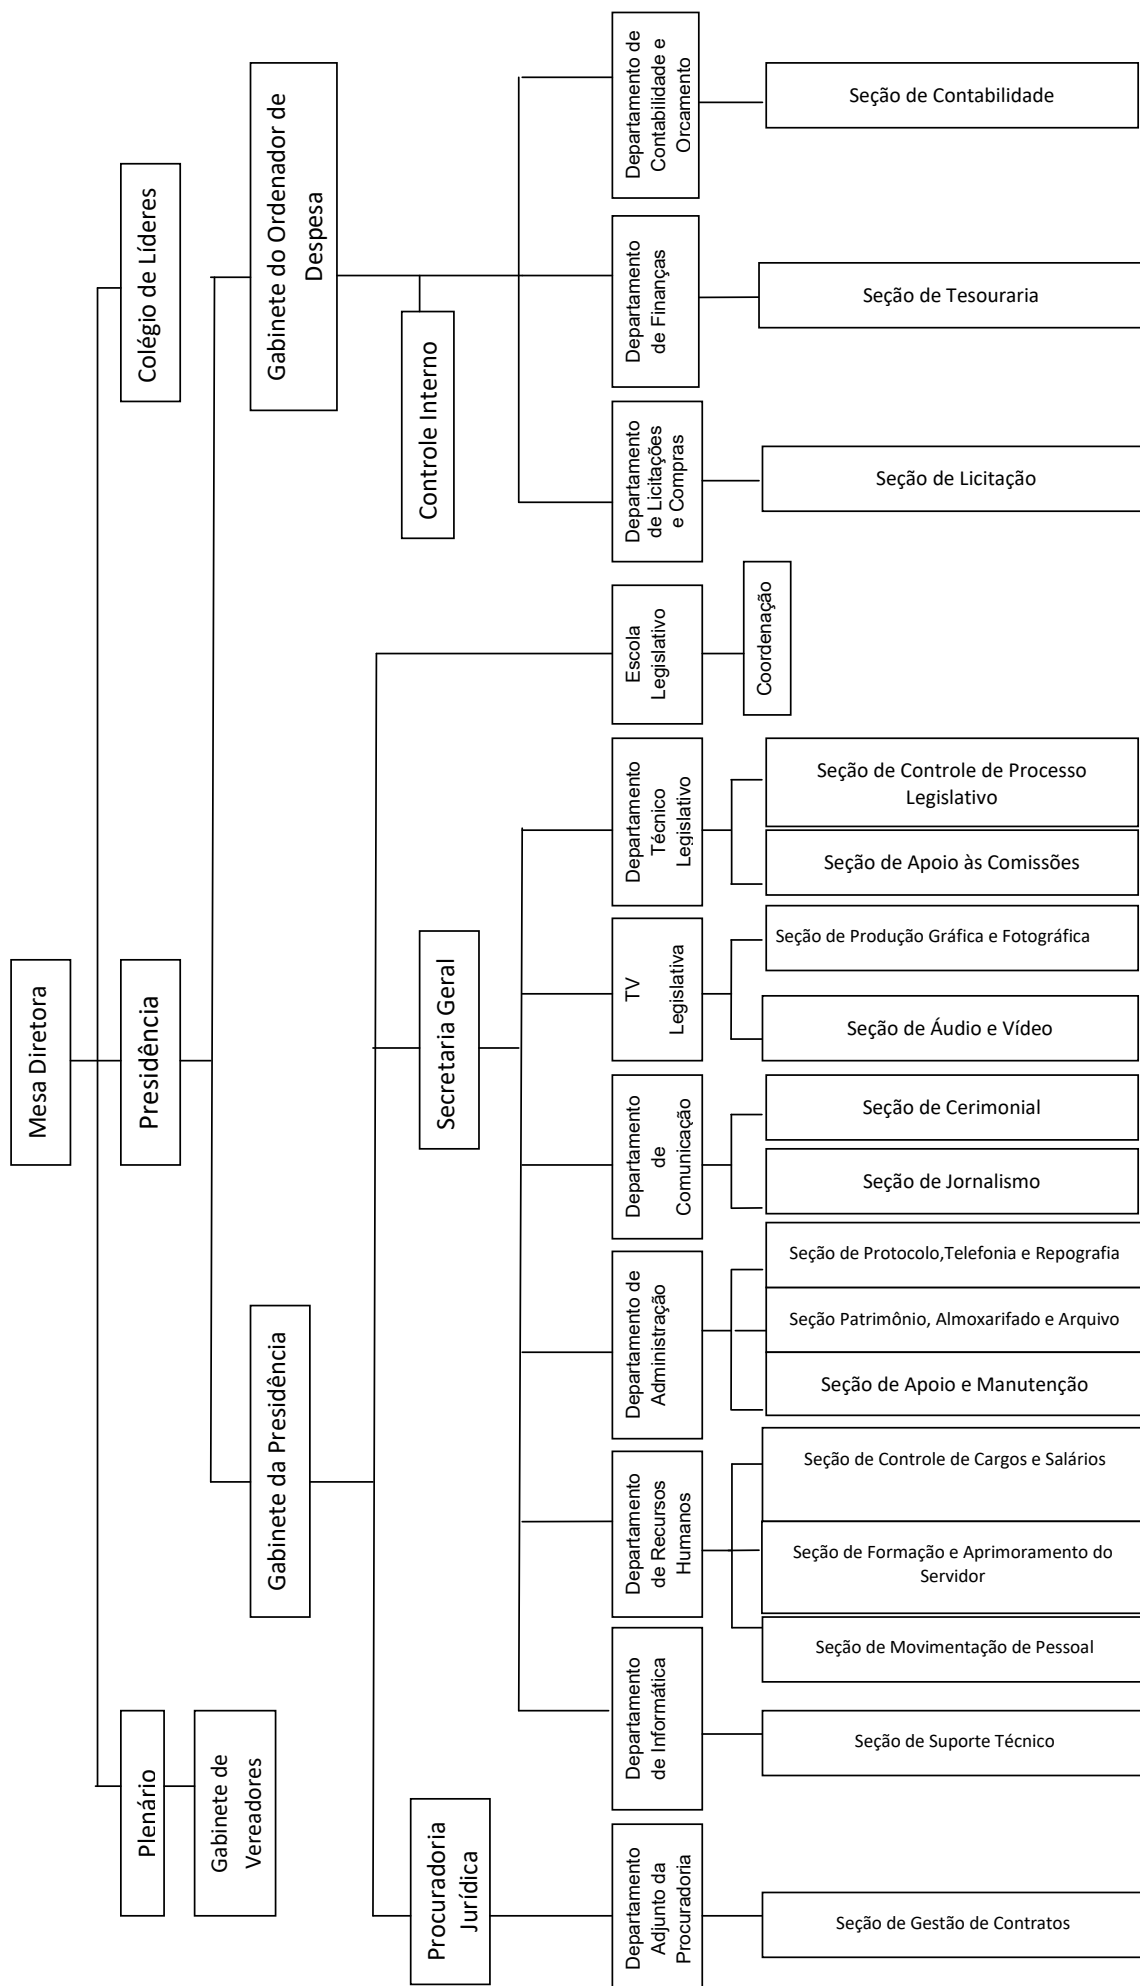 Mesa Diretora
Plenário
Presidência
Colégio de Líderes
Gabinete de
Vereadores
Gabinete da Presidência
Gabinete do Ordenador de
Despesa
Procuradoria
Jurídica
Secretaria Geral
Controle Interno
Departamento
Adjunto da
Procuradoria
Departamento
de Informática
Departamento
de Recursos
Humanos
Departamento de
Administração
Departamento
de
Comunicação
TV
Legislativa
Departamento
Técnico
Legislativo
Escola
Legislativo
Departamento
de Licitações
e Compras
Departamento
de Finanças
Departamento de
Contabilidade e
Orcamento
Coordenação
Seção de Contabilidade
Seção de Tesouraria
Seção de Licitação
Seção de Controle de Processo
Legislativo
Seção de Apoio às Comissões
Seção de Produção Gráfica e Fotográfica
Seção de Áudio e Vídeo
Seção de Cerimonial
Seção de Jornalismo
Seção de Protocolo,Telefonia e Repografia
Seção Patrimônio, Almoxarifado e Arquivo
Seção de Apoio e Manutenção
Seção de Controle de Cargos e Salários
Seção de Formação e Aprimoramento do
Servidor
Seção de Movimentação de Pessoal
Seção de Suporte Técnico
Seção de Gestão de Contratos